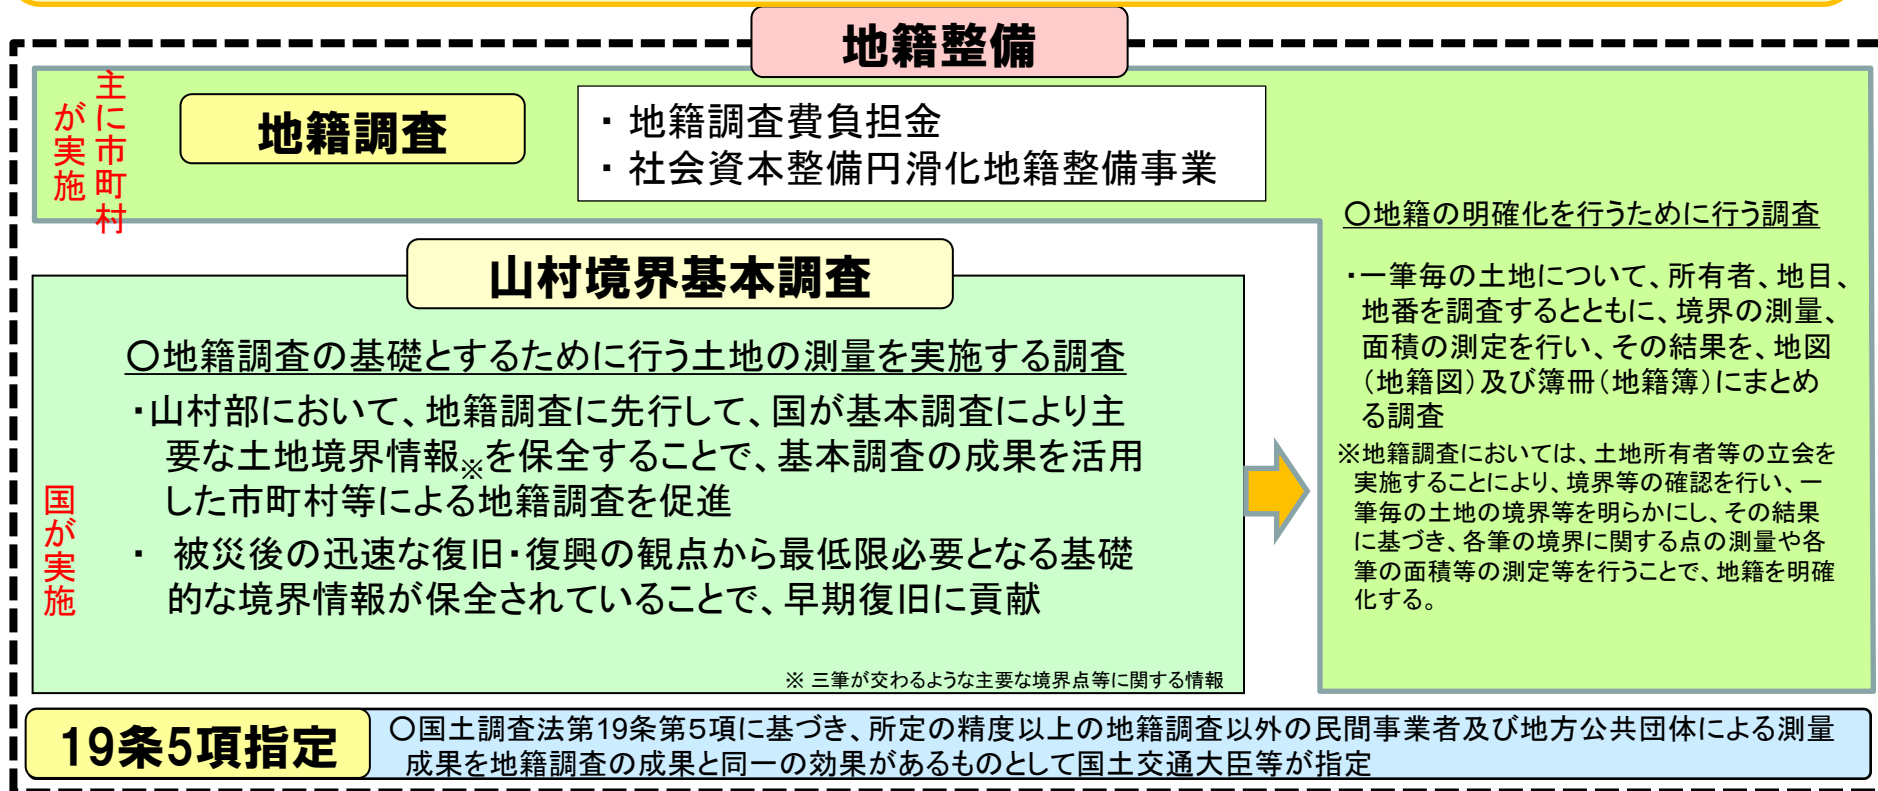 地籍整備
主に市町村
が実施
地籍調査
・ 地籍調査費負担金
・ 社会資本整備円滑化地籍整備事業
○地籍の明確化を行うために行う調査
・一筆毎の土地について、所有者、地目、
地番を調査するとともに、境界の測量、
面積の測定を行い、その結果を、地図
（地籍図）及び簿冊（地籍簿）にまとめ
る調査
※地籍調査においては、土地所有者等の立会を
実施することにより、境界等の確認を行い、一
筆毎の土地の境界等を明らかにし、その結果
に基づき、各筆の境界に関する点の測量や各
筆の面積等の測定等を行うことで、地籍を明確
化する。
山村境界基本調査
国が実施
○地籍調査の基礎とするために行う土地の測量を実施する調査
・山村部において、地籍調査に先行して、国が基本調査により主
要な土地境界情報※を保全することで、基本調査の成果を活用
した市町村等による地籍調査を促進
・ 被災後の迅速な復旧・復興の観点から最低限必要となる基礎
的な境界情報が保全されていることで、早期復旧に貢献
※ 三筆が交わるような主要な境界点等に関する情報
19条5項指定
○国土調査法第19条第5項に基づき、所定の精度以上の地籍調査以外の民間事業者及び地方公共団体による測量
成果を地籍調査の成果と同一の効果があるものとして国土交通大臣等が指定